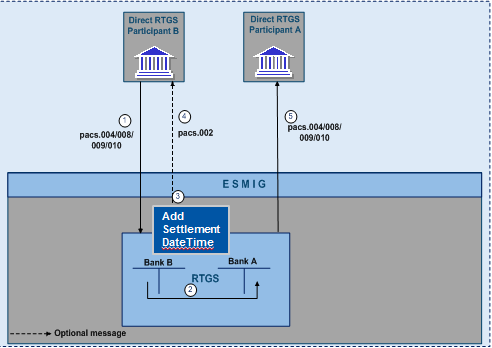 Direct RTGS
Participant B
Direct RTGS
Participant A
1
pacs.004/008/
009/010
4
pacs.002
5
pacs.004/008/
009/010
E S M I G
3
Add
Settlement
DateTime
Bank B
Bank A
RTGS
2
Optional message